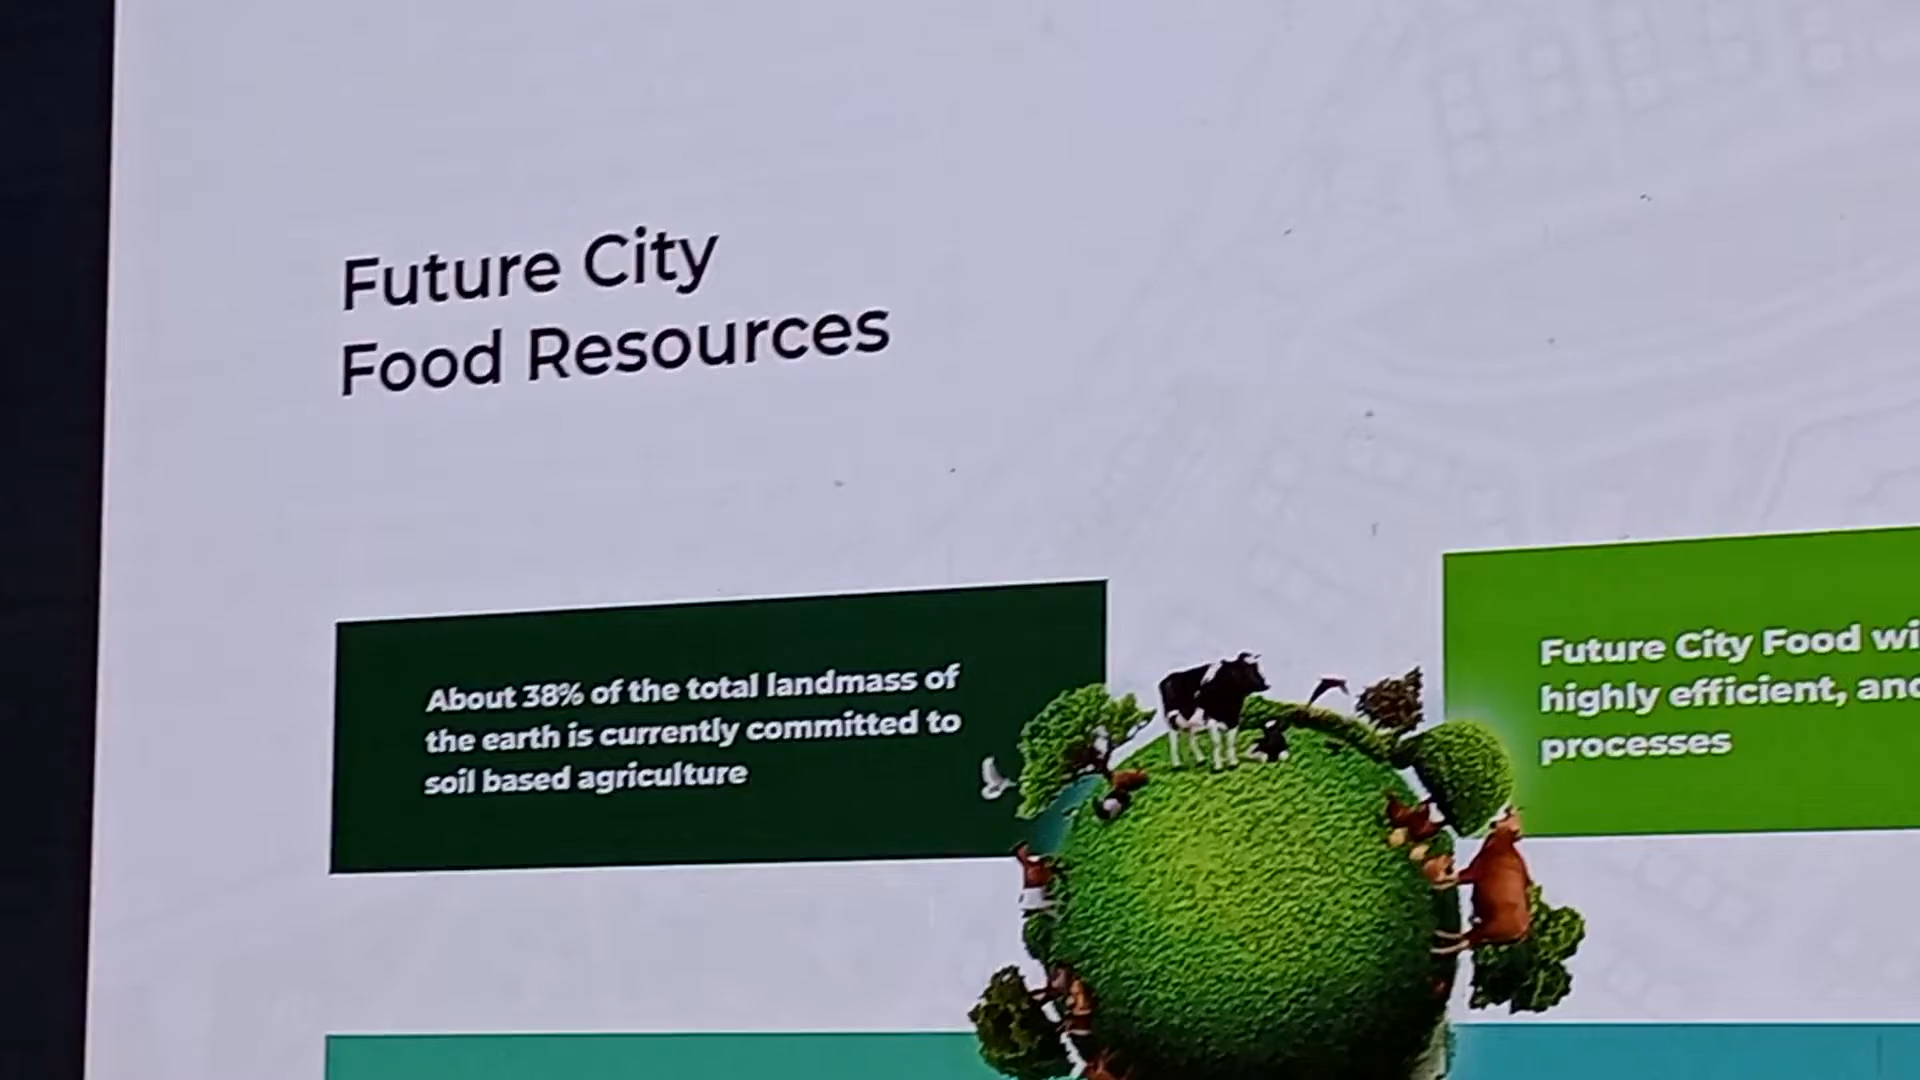 Future City
Food Resources
About 38% of the total landmass of
the earth is currently committed to
soil based agriculture
Future City Food
highly efficient,
processes